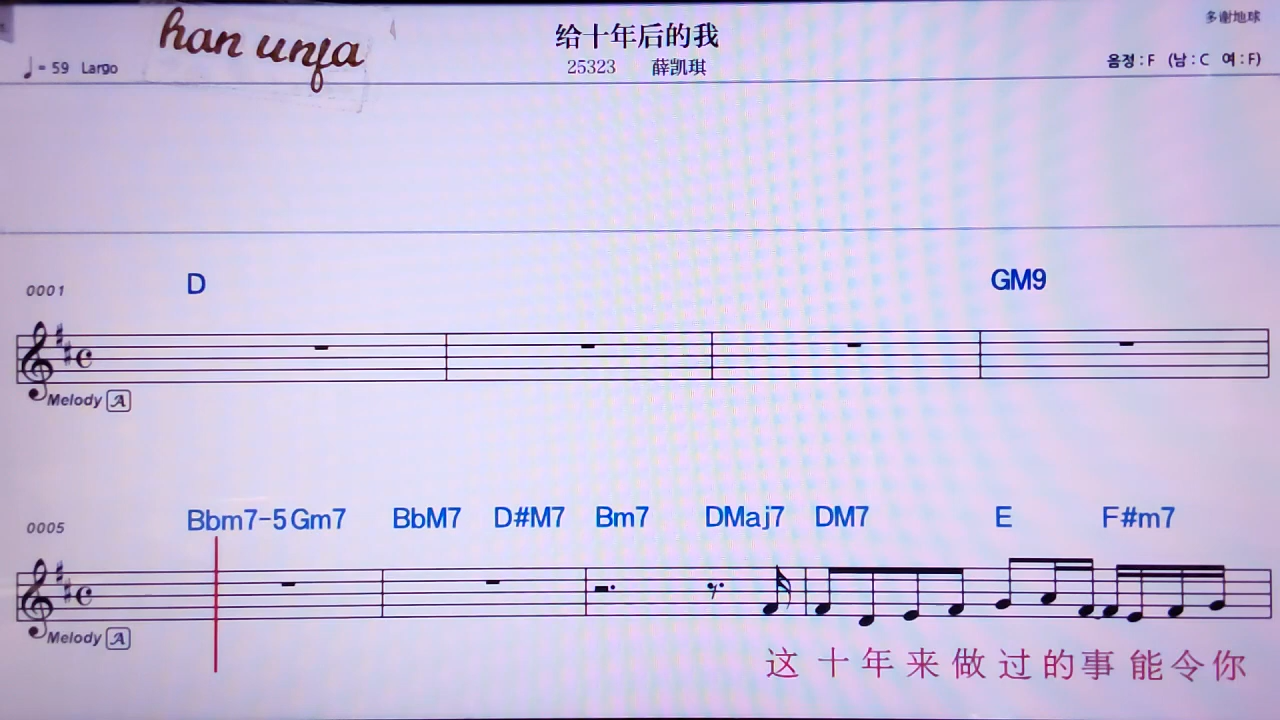 han unfa
给十年后的我
多谢地球
♩= 59 Largo
25323 薛凯琪
음정 : F (남 : C 여 : F)
0001
D GM9
Melody A
0005
Bbm7-5 Gm7 BbM7 D#M7 Bm7 DMaj7 DM7 E F#m7
Melody A
这十年来做过的事能令你